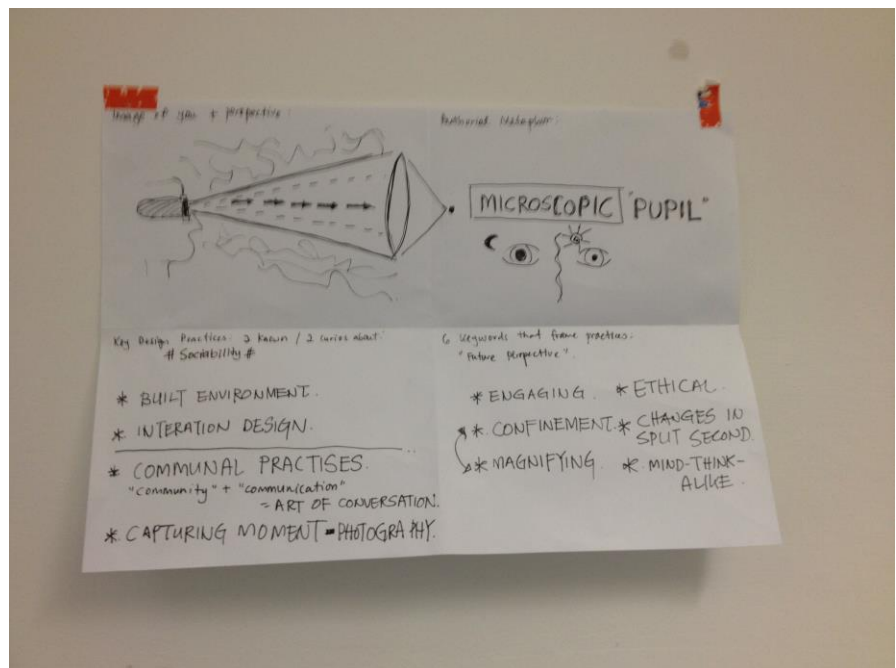 Image of you + perspective:
Authorial Metaphor:
MICROSCOPIC "PUPIL"
Key Design Practices: 2 known / 2 curios about:
# Sociability #
* BUILT ENVIRONMENT.
* INTERATION DESIGN.
* COMMUNAL PRACTISES.
"community" + "communication"
= ART OF CONVERSATION.
* CAPTURING MOMENT - PHOTOGRAPHY.
6 keywords that frame practices:
"Future Perspective".
* ENGAGING.
* CONFINEMENT.
* MAGNIFYING.
* ETHICAL.
* CHANGES IN
SPLIT SECOND.
* MIND-THINK-
ALIKE.